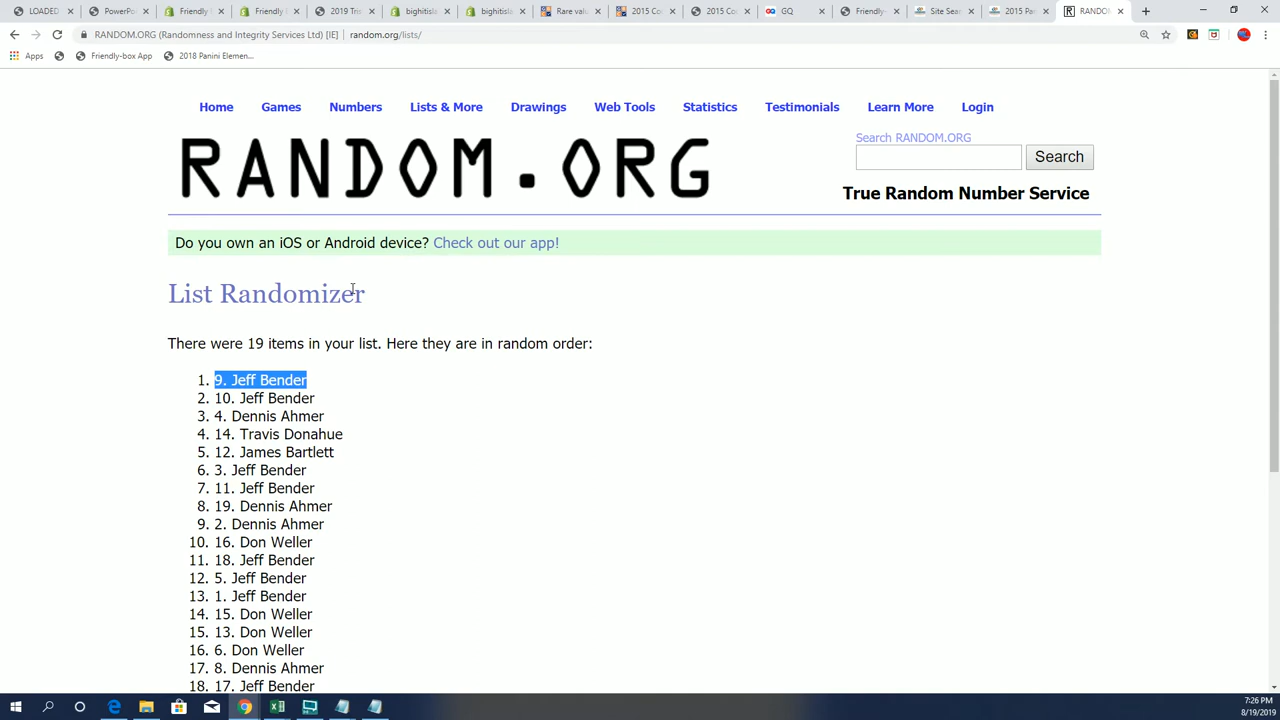 LOADED
PowerPo
Friendly
Friendly
2019 Tris
bighitisla
bighitisla
Rare valu
2015 Co
2015 Co
GQ
Friendly-
Site Sea
2015 Pan
RANDO
RANDOM.ORG (Randomness and Integrity Services Ltd) [IE] | random.org/lists/
Apps
Friendly-box App
2018 Panini Elemen...
Home Games Numbers Lists & More Drawings Web Tools Statistics Testimonials Learn More Login
RANDOM.ORG
Search RANDOM.ORG
Search
True Random Number Service
Do you own an iOS or Android device? Check out our app!
List Randomizer
There were 19 items in your list. Here they are in random order:
1. 9. Jeff Bender
2. 10. Jeff Bender
3. 4. Dennis Ahmer
4. 14. Travis Donahue
5. 12. James Bartlett
6. 3. Jeff Bender
7. 11. Jeff Bender
8. 19. Dennis Ahmer
9. 2. Dennis Ahmer
10. 16. Don Weller
11. 18. Jeff Bender
12. 5. Jeff Bender
13. 1. Jeff Bender
14. 15. Don Weller
15. 13. Don Weller
16. 6. Don Weller
17. 8. Dennis Ahmer
18. 17. Jeff Bender
7:26 PM
8/19/2019